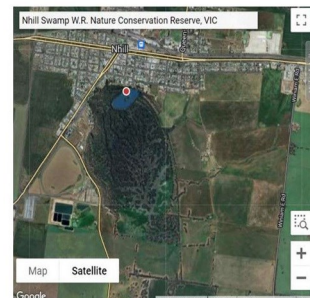 Nhill Swamp W.R. Nature Conservation Reserve, VIC
Nhill
Map
Satellite
Google